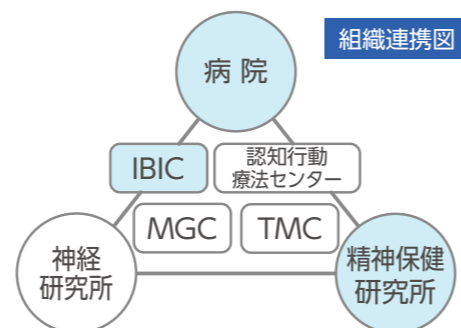 組織連携図
病院
IBIC
認知行動
療法センター
MGC
TMC
神経
研究所
精神保健
研究所